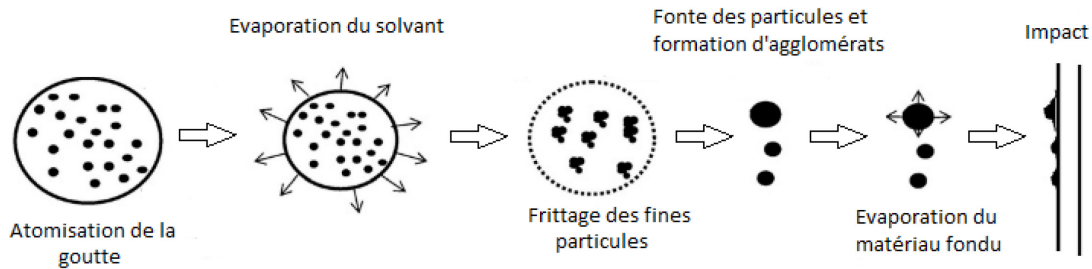 Atomisation de la
goutte
Evaporation du solvant
Frittage des fines
particules
Fonte des particules et
formation d'agglomérats
Evaporation du
matériau fondu
Impact